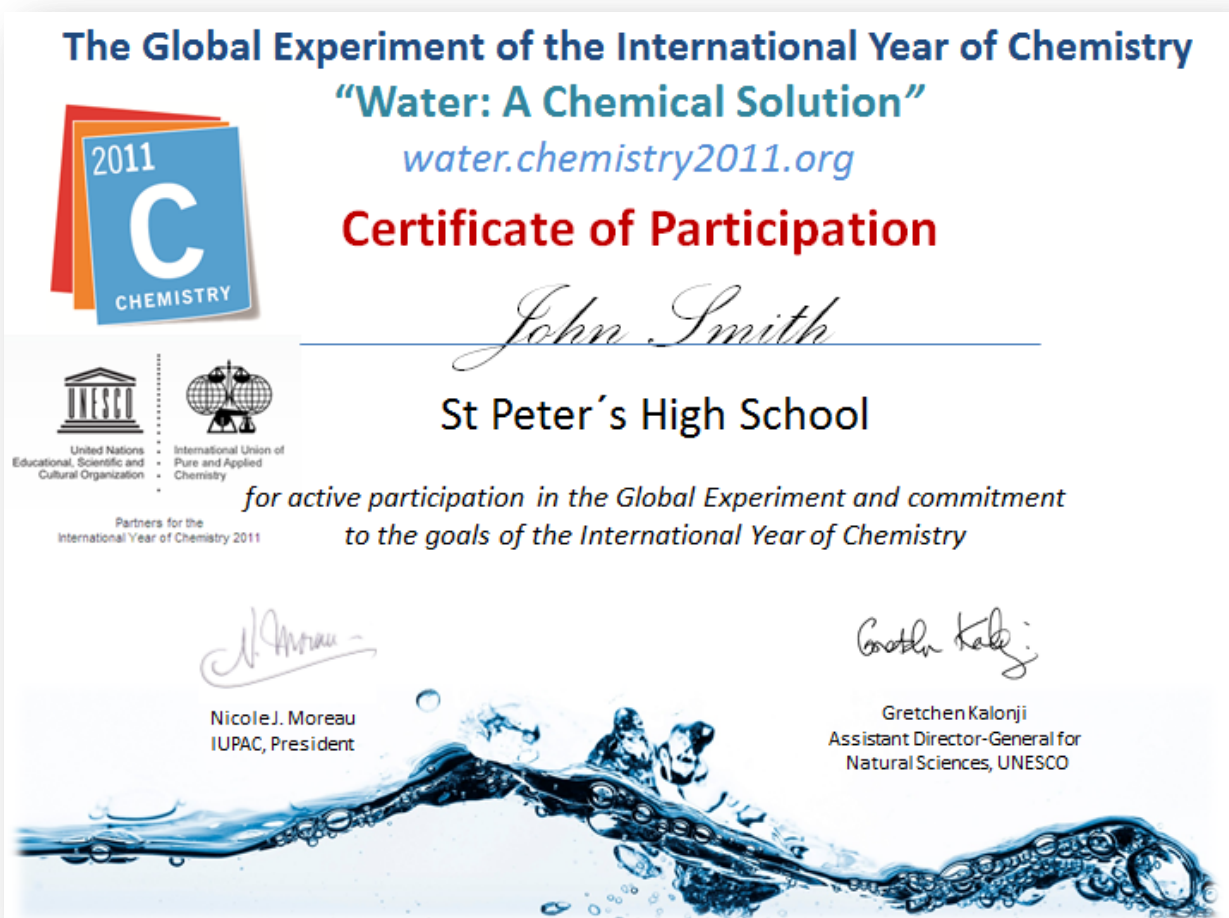 The Global Experiment of the International Year of Chemistry
“Water: A Chemical Solution”
water.chemistry2011.org
Certificate of Participation
2011
C
CHEMISTRY
John Smith
St Peter´s High School
UNESCO
United Nations
Educational, Scientific and
Cultural Organization
International Union of
Pure and Applied
Chemistry
Partners for the
International Year of Chemistry 2011
for active participation in the Global Experiment and commitment
to the goals of the International Year of Chemistry
N. Moreau
Nicole J. Moreau
IUPAC, President
Gretchen Kalonji
Assistant Director-General for
Natural Sciences, UNESCO